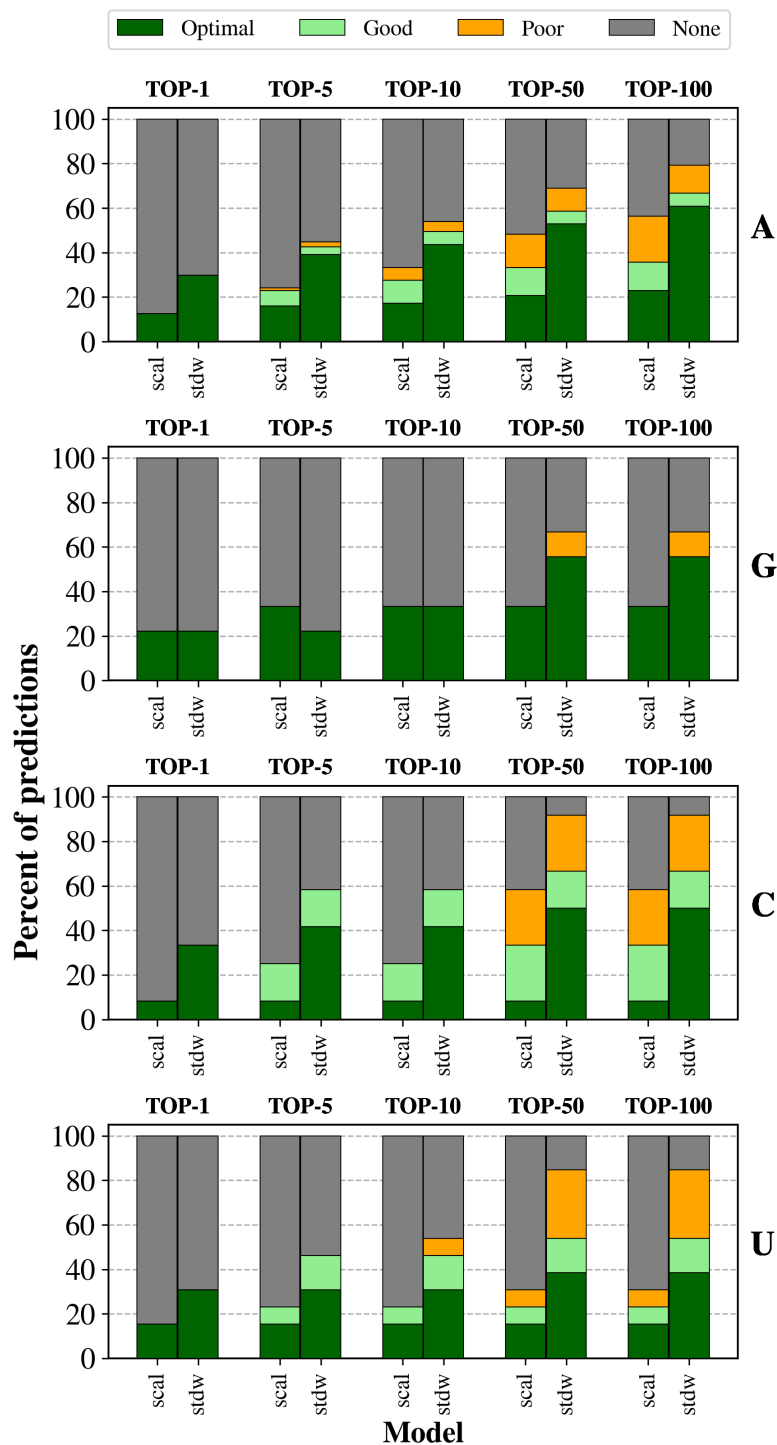 Optimal Good Poor None
TOP-1 TOP-5 TOP-10 TOP-50 TOP-100
100
80
60
40
20
0
A
scal stdw scal stdw scal stdw scal stdw scal stdw
TOP-1 TOP-5 TOP-10 TOP-50 TOP-100
100
80
60
40
20
0
G
scal stdw scal stdw scal stdw scal stdw scal stdw
Percent of predictions
TOP-1 TOP-5 TOP-10 TOP-50 TOP-100
100
80
60
40
20
0
C
scal stdw scal stdw scal stdw scal stdw scal stdw
TOP-1 TOP-5 TOP-10 TOP-50 TOP-100
100
80
60
40
20
0
U
scal stdw scal stdw scal stdw scal stdw scal stdw
Model